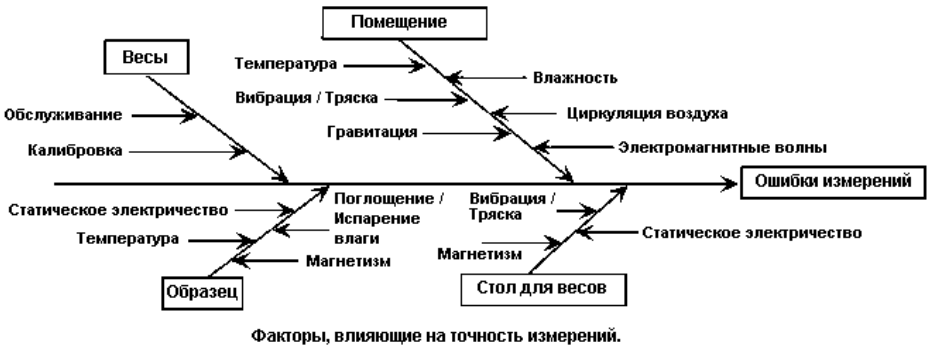 Помещение
Весы
Температура
Влажность
Вибрация / Тряска
Циркуляция воздуха
Обслуживание
Гравитация
Калибровка
Электромагнитные волны
Ошибки измерений
Статическое электричество
Поглощение /
Испарение
влаги
Вибрация /
Тряска
Температура
Статическое электричество
Магнетизм
Магнетизм
Образец
Стол для весов
Факторы, влияющие на точность измерений.